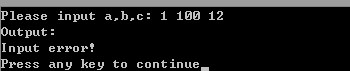 Please input a,b,c: 1 100 12
Output:
Input error!
Press any key to continue